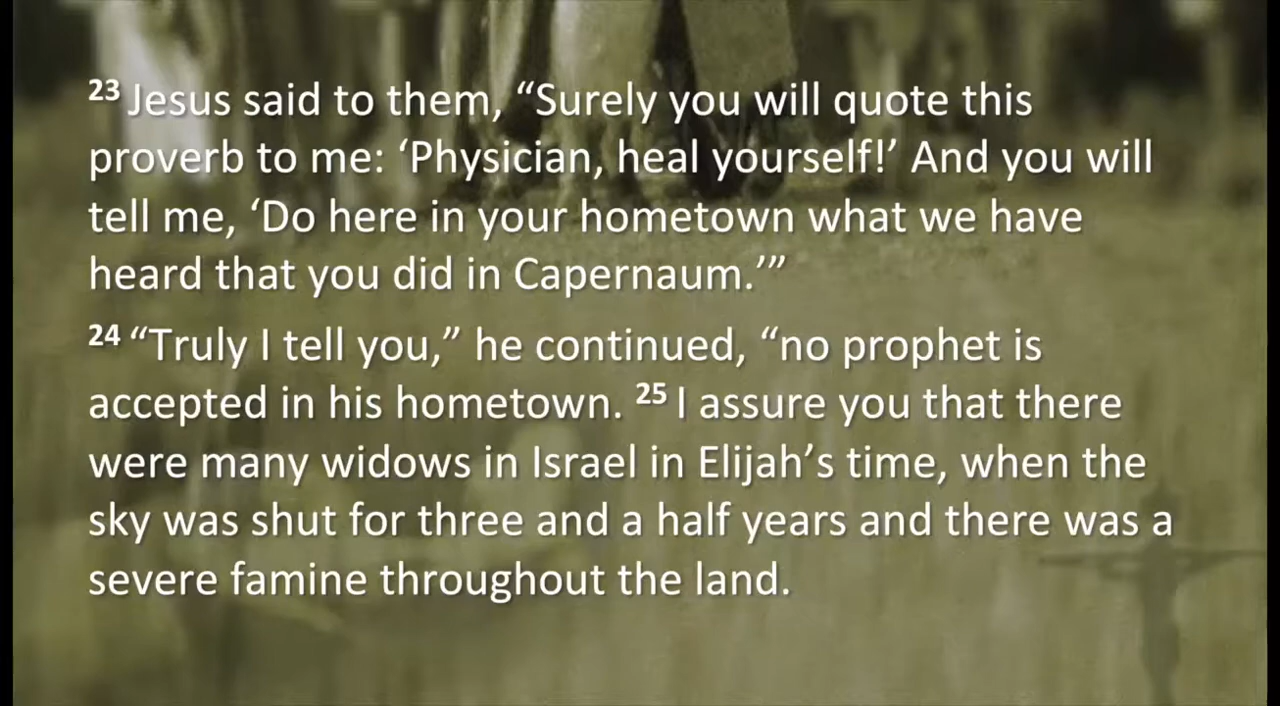 23 Jesus said to them, “Surely you will quote this
proverb to me: ‘Physician, heal yourself!’ And you will
tell me, ‘Do here in your hometown what we have
heard that you did in Capernaum.’”
24 “Truly I tell you,” he continued, “no prophet is
accepted in his hometown. 25 I assure you that there
were many widows in Israel in Elijah’s time, when the
sky was shut for three and a half years and there was a
severe famine throughout the land.